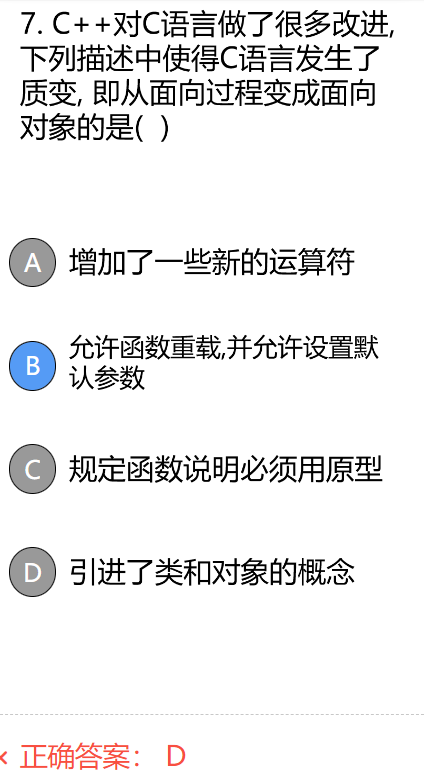 7. C++对C语言做了很多改进,
下列描述中使得C语言发生了
质变, 即从面向过程变成面向
对象的是(  )
A 增加了一些新的运算符
B 允许函数重载,并允许设置默
认参数
C 规定函数说明必须用原型
D 引进了类和对象的概念
× 正确答案： D